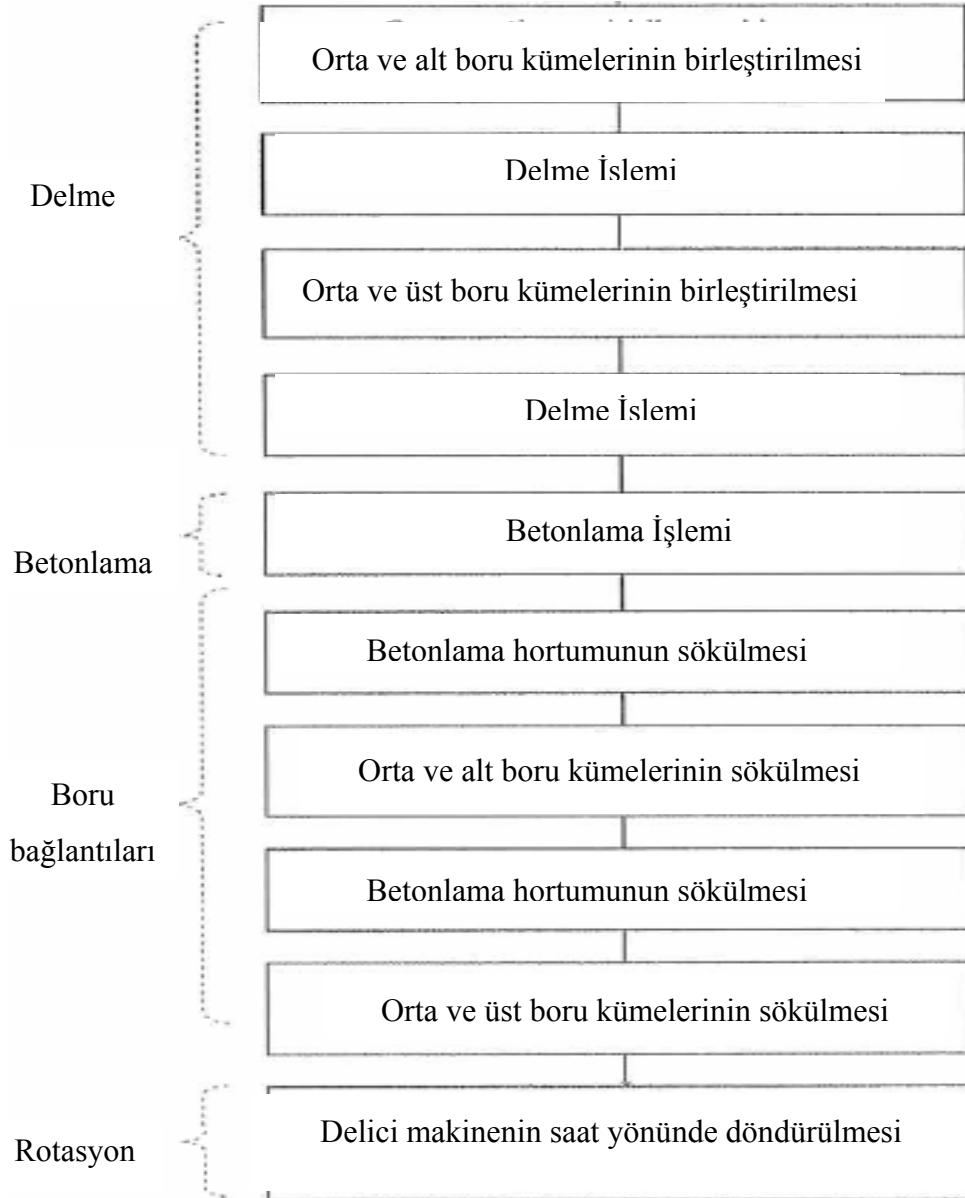 Orta ve alt boru kümelerinin birleştirilmesi
Delme İslemi
Delme
Orta ve üst boru kümelerinin birleştirilmesi
Delme İslemi
Betonlama İşlemi
Betonlama
Betonlama hortumunun sökülmesi
Orta ve alt boru kümelerinin sökülmesi
Boru
bağlantıları
Betonlama hortumunun sökülmesi
Orta ve üst boru kümelerinin sökülmesi
Delici makinenin saat yönünde döndürülmesi
Rotasyon